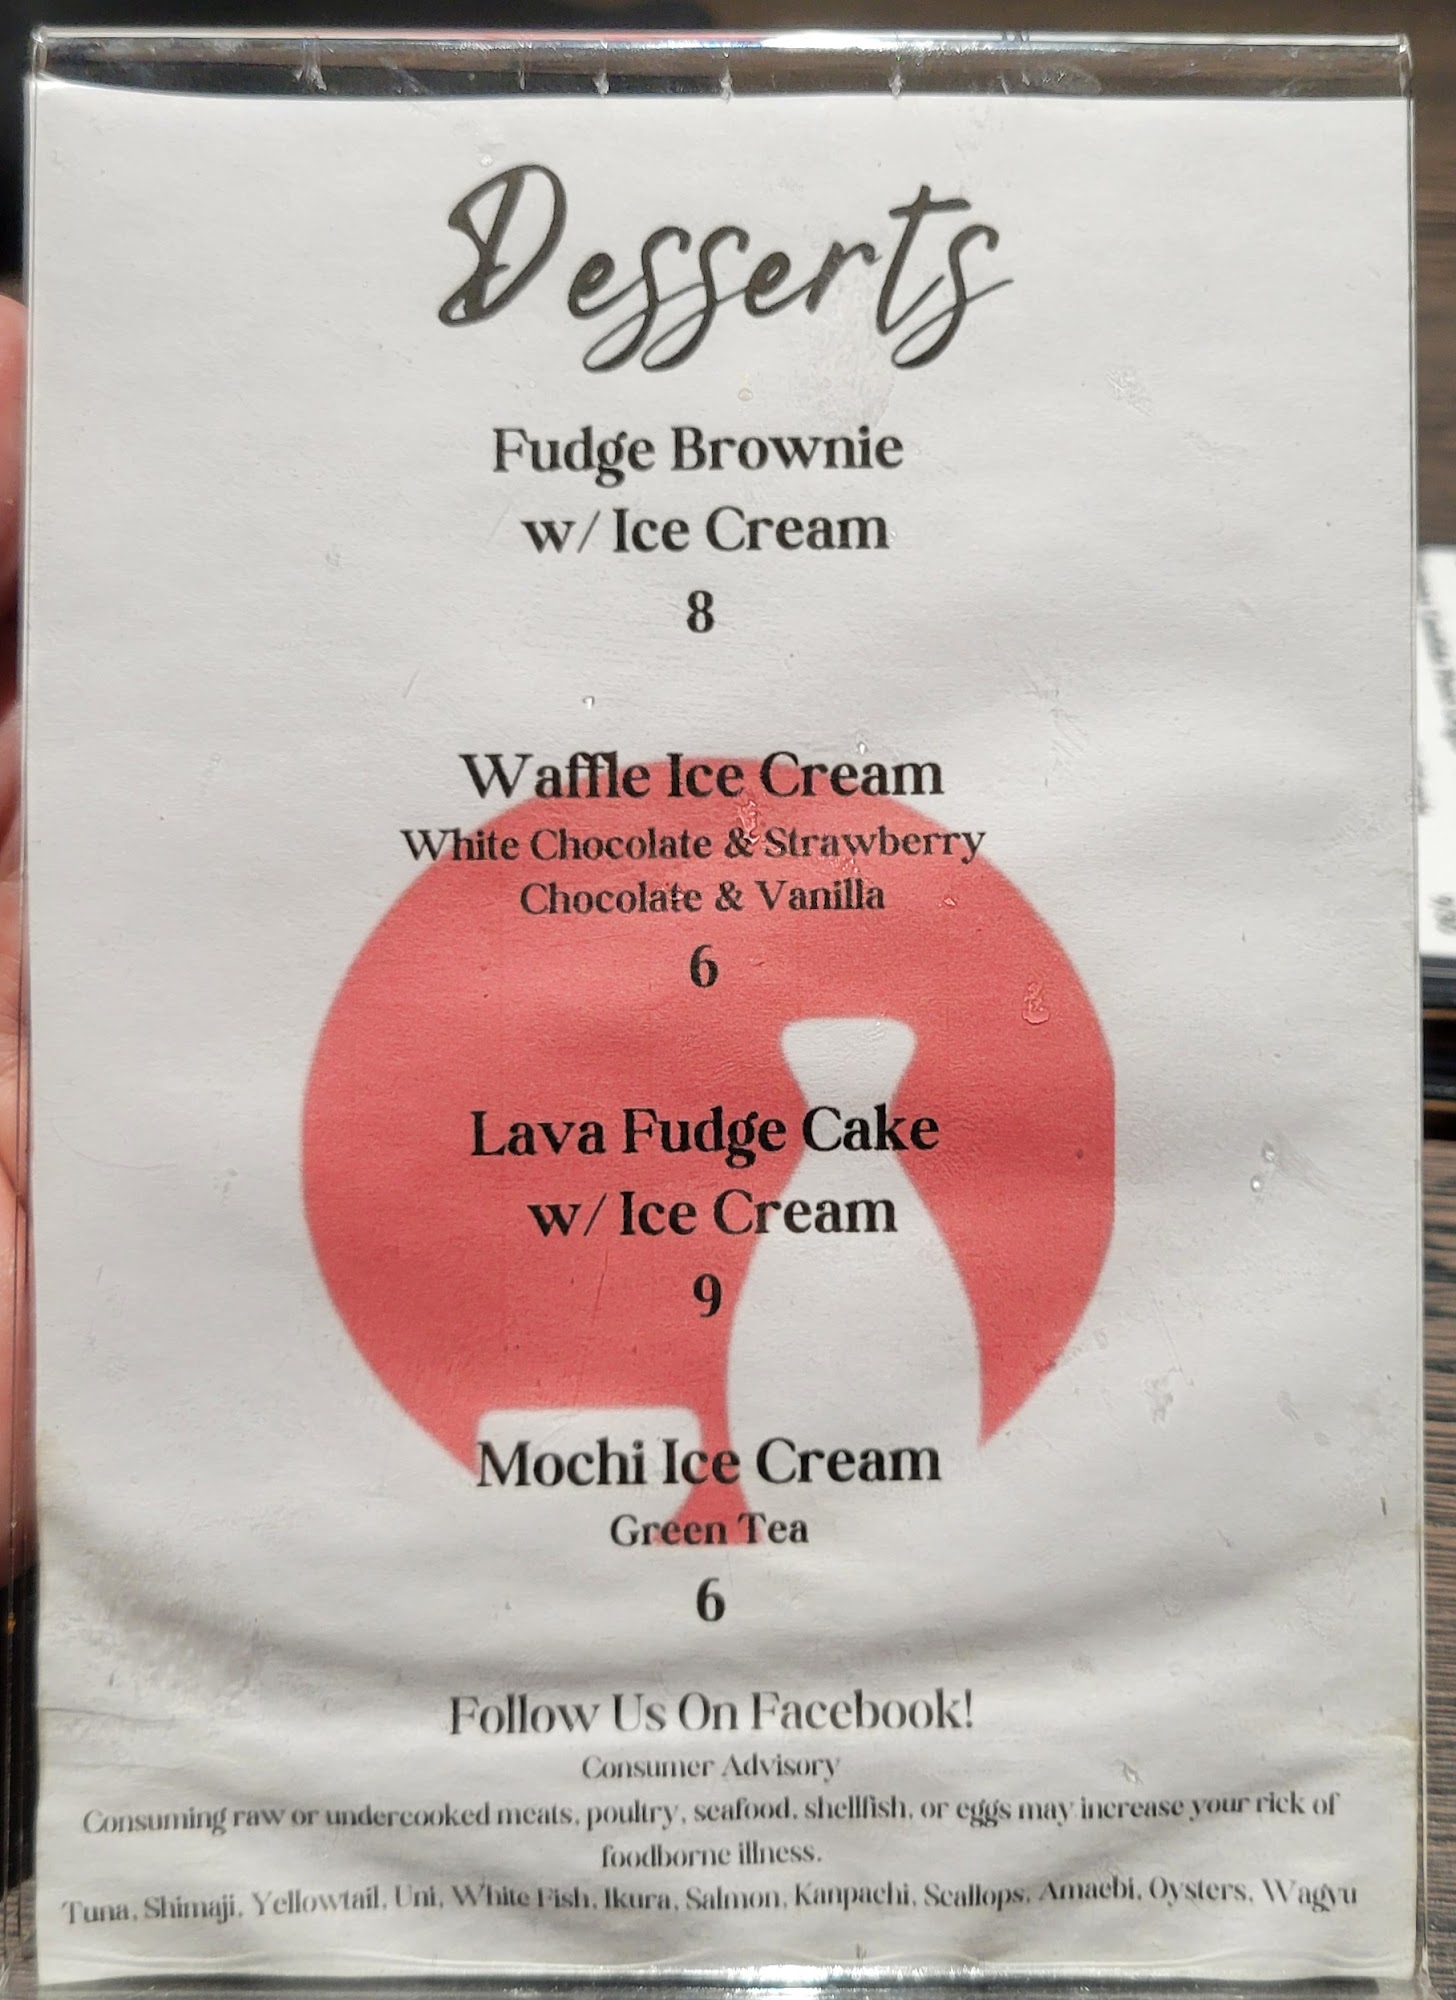 Desserts
Fudge Brownie
w/ Ice Cream
8
Waffle Ice Cream
White Chocolate & Strawberry
Chocolate & Vanilla
6
Lava Fudge Cake
w/ Ice Cream
9
Mochi Ice Cream
Green Tea
6
Follow Us On Facebook!
Consumer Advisory
Consuming raw or undercooked meats, poultry, seafood, shellfish, or eggs may increase your rick of
foodborne illness.
Tuna, Shimaji, Yellowtail, Uni, White Fish, Ikura, Salmon, Kanpachi, Scallops, Amaebi, Oysters, Wagyu